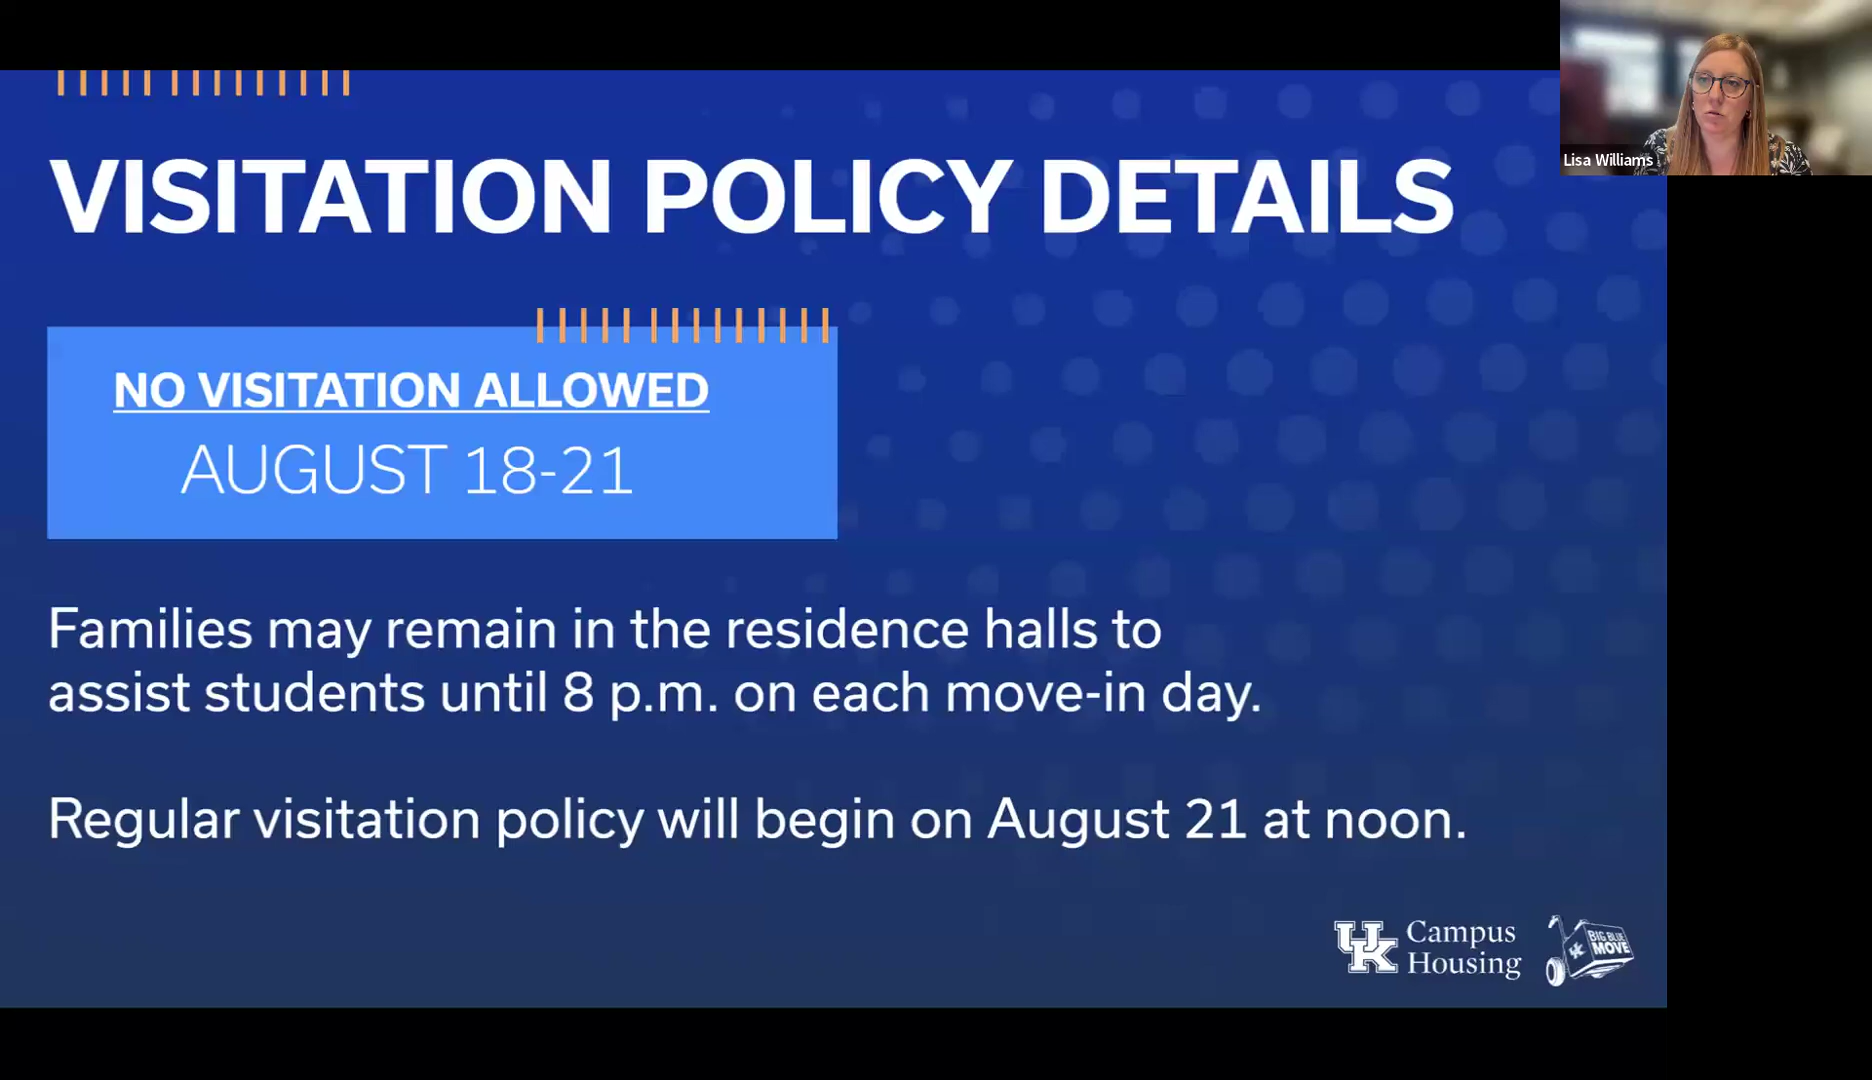 VISITATION POLICY DETAILS
NO VISITATION ALLOWED
AUGUST 18-21
Families may remain in the residence halls to
assist students until 8 p.m. on each move-in day.
Regular visitation policy will begin on August 21 at noon.
UK Campus
Housing
UK
BIG BLUE
MOVE
Lisa Williams